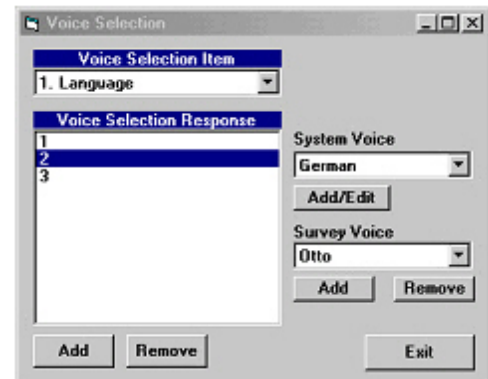 Voice Selection
Voice Selection Item
1. Language
Voice Selection Response
1
2
3
System Voice
German
Add/Edit
Survey Voice
Otto
Add Remove
Add Remove Exit